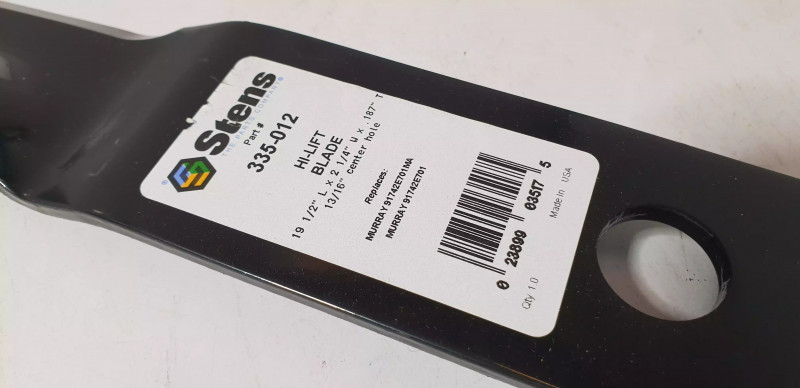 Stens
THE PARTS COMPANY®
Part #
335-012
HI-LIFT
BLADE
19 1/2" L x 2 1/4" W x .187" T
13/16" center hole
Replaces:
MURRAY 91742E701MA
MURRAY 91742E701
0 23899 03517 5
Qty 1.0
Made In USA